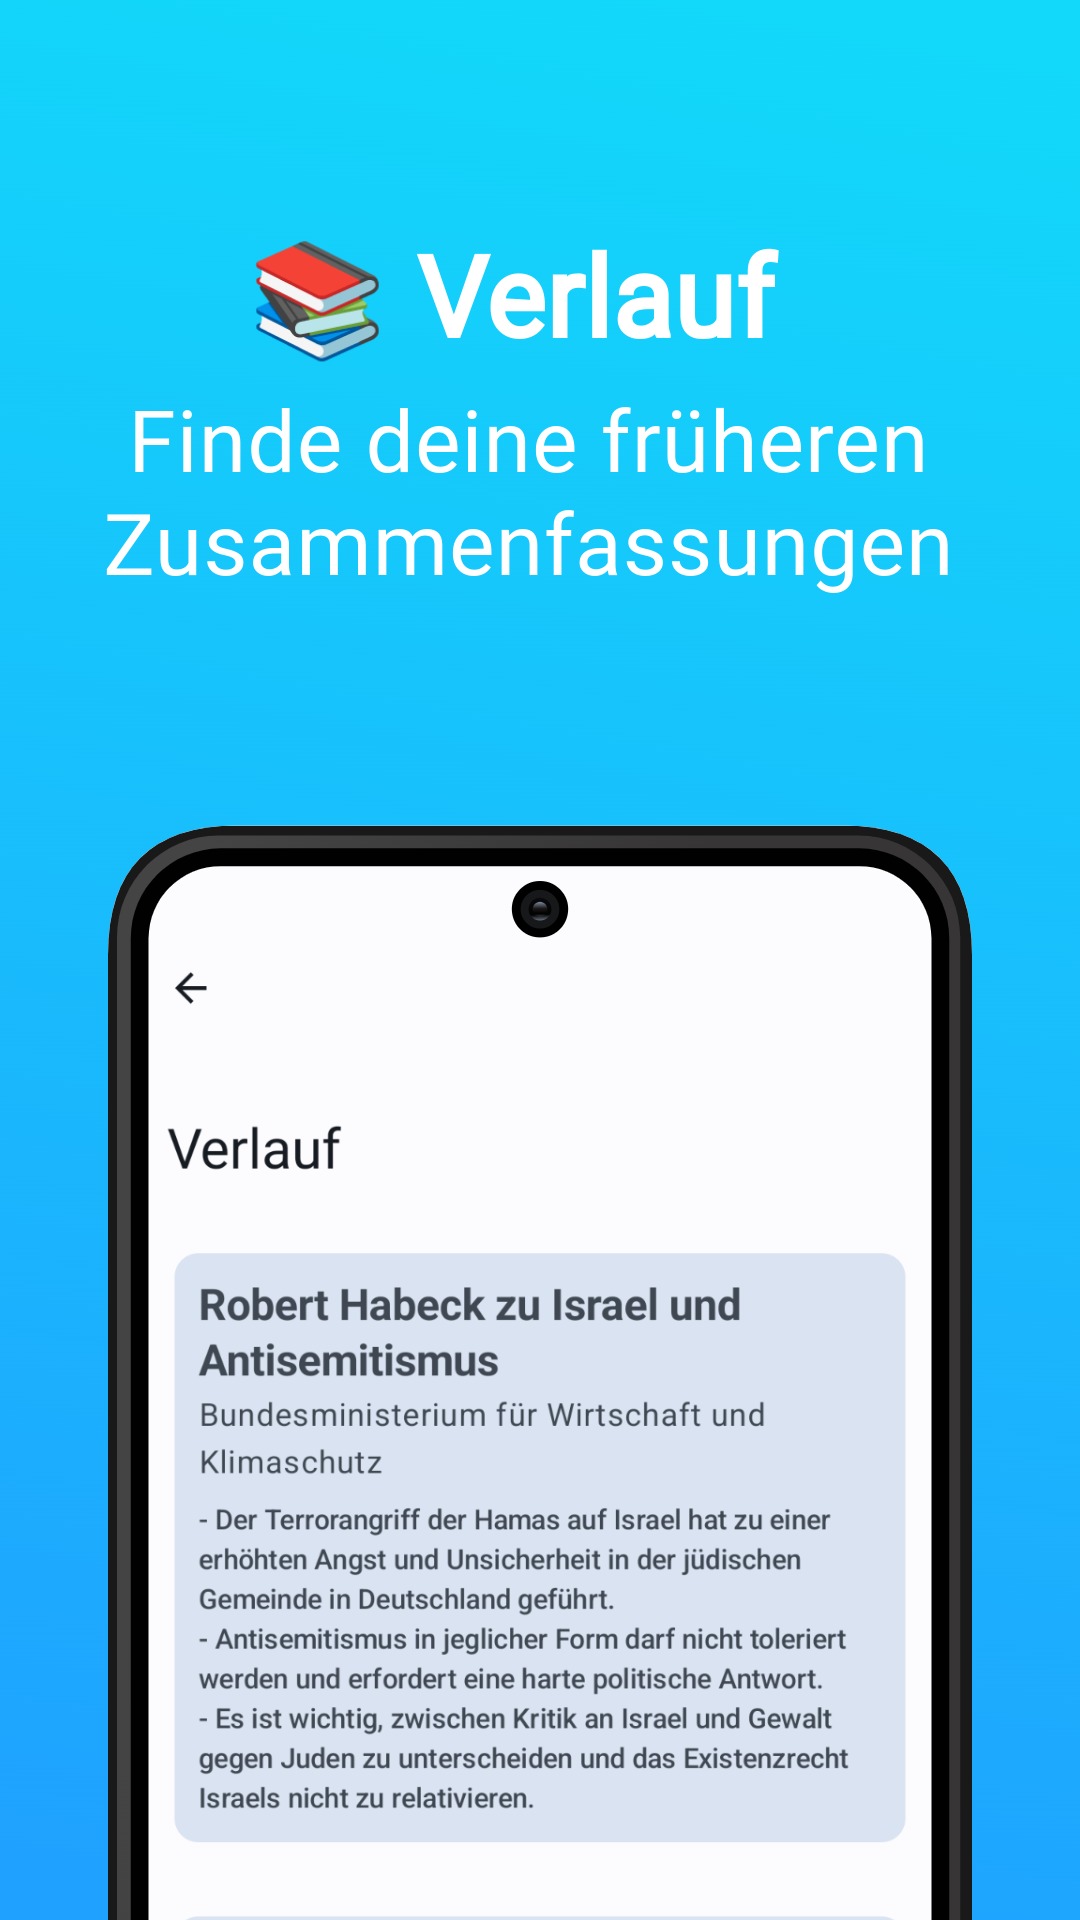 Verlauf
Finde deine früheren
Zusammenfassungen
Verlauf
Robert Habeck zu Israel und
Antisemitismus
Bundesministerium für Wirtschaft und
Klimaschutz
- Der Terrorangriff der Hamas auf Israel hat zu einer
erhöhten Angst und Unsicherheit in der jüdischen
Gemeinde in Deutschland geführt.
- Antisemitismus in jeglicher Form darf nicht toleriert
werden und erfordert eine harte politische Antwort.
- Es ist wichtig, zwischen Kritik an Israel und Gewalt
gegen Juden zu unterscheiden und das Existenzrecht
Israels nicht zu relativieren.